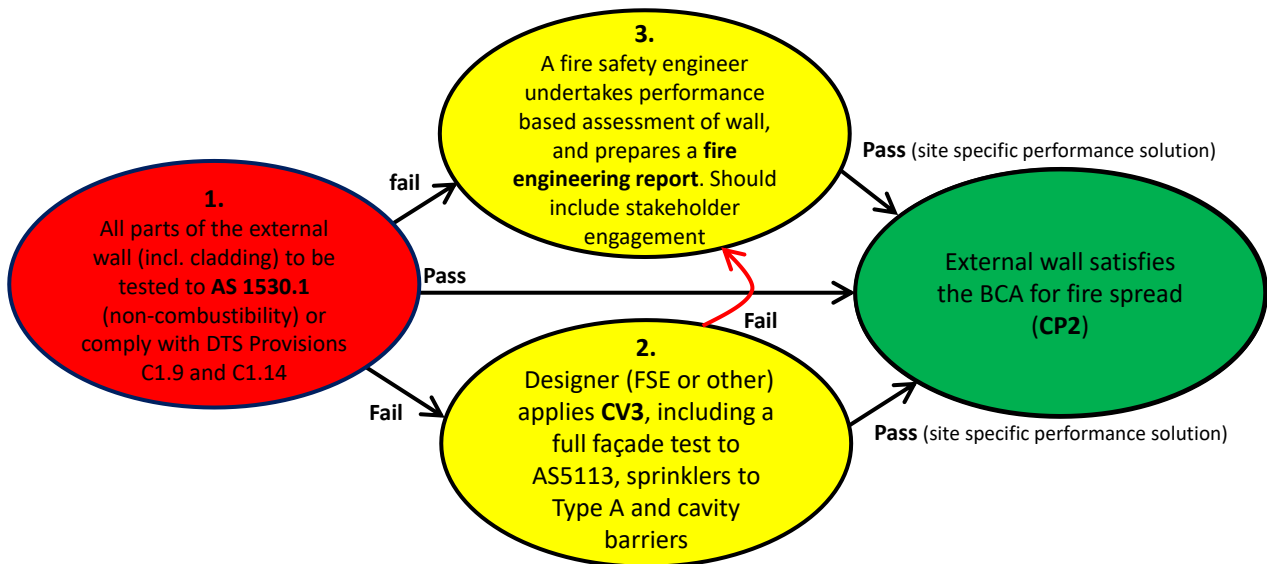 1.
All parts of the external
wall (incl. cladding) to be
tested to AS 1530.1
(non-combustibility) or
comply with DTS Provisions
C1.9 and C1.14
fail
Pass
Fail
3.
A fire safety engineer
undertakes performance
based assessment of wall,
and prepares a fire
engineering report. Should
include stakeholder
engagement
Fail
2.
Designer (FSE or other)
applies CV3, including a
full façade test to
AS5113, sprinklers to
Type A and cavity
barriers
Pass (site specific performance solution)
External wall satisfies
the BCA for fire spread
(CP2)
Pass (site specific performance solution)